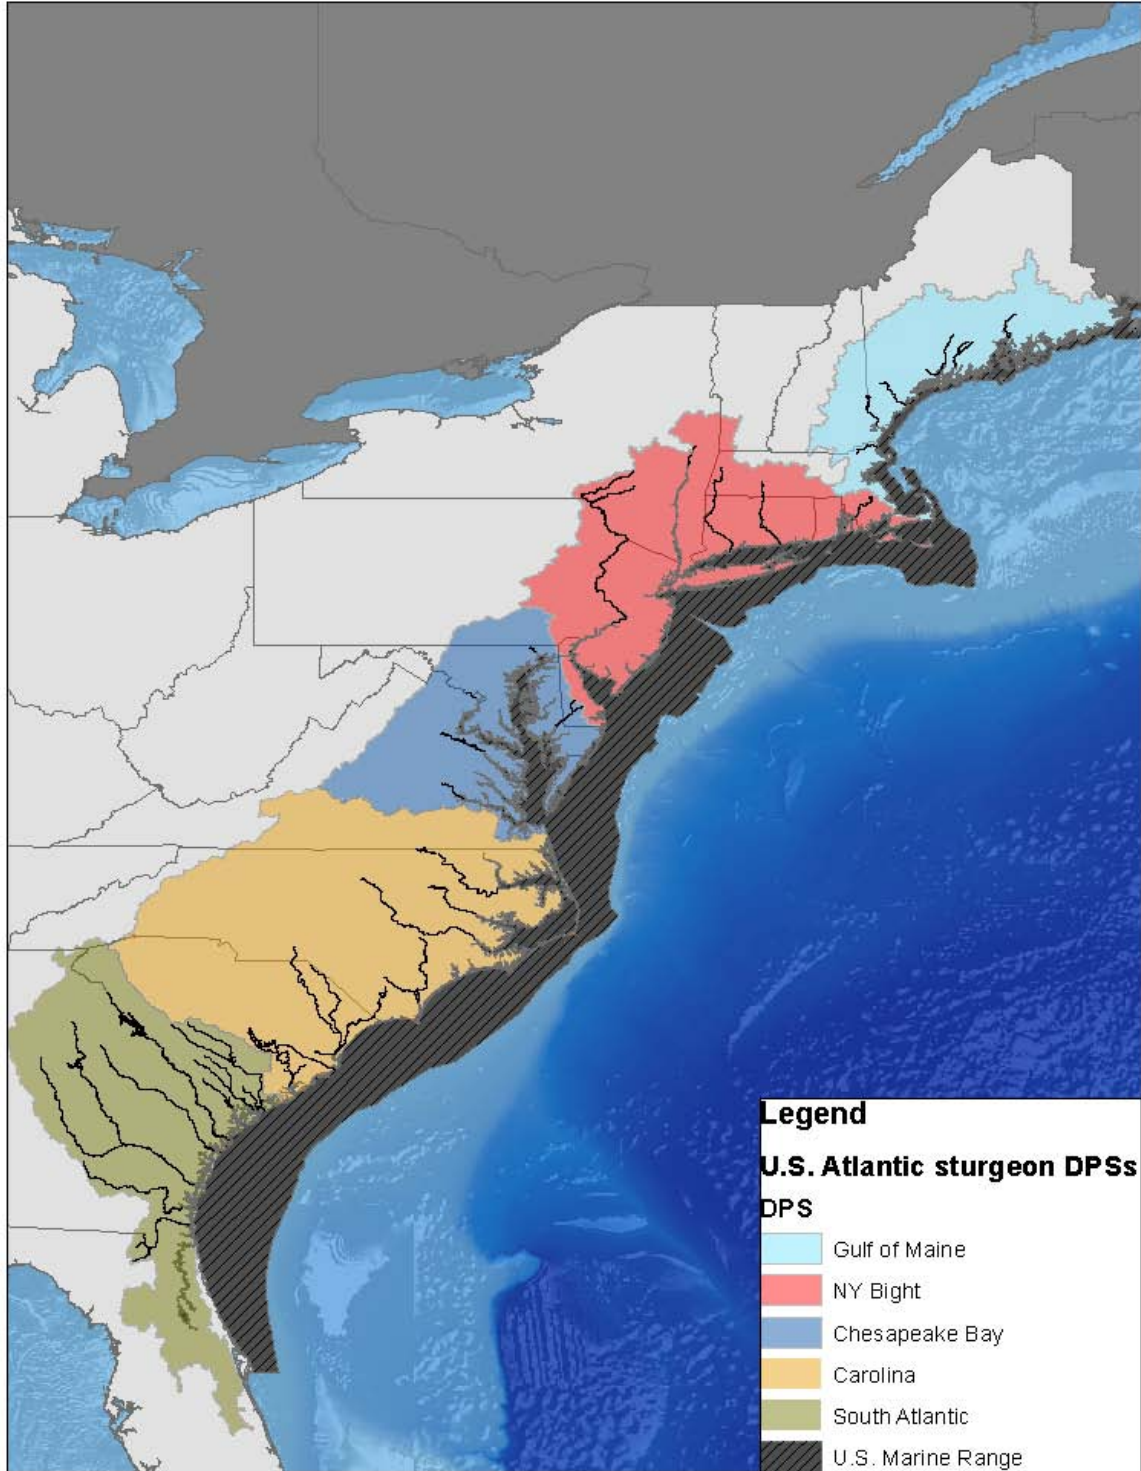 Legend
U.S. Atlantic sturgeon DPSs
DPS
Gulf of Maine
NY Bight
Chesapeake Bay
Carolina
South Atlantic
U.S. Marine Range